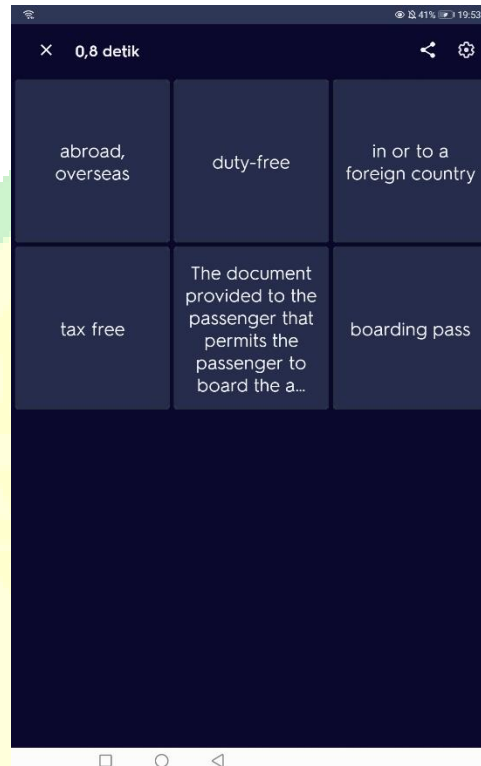 41% 19:53
0,8 detik
abroad,
overseas
duty-free
in or to a
foreign country
tax free
The document
provided to the
passenger that
permits the
passenger to
board the a...
boarding pass